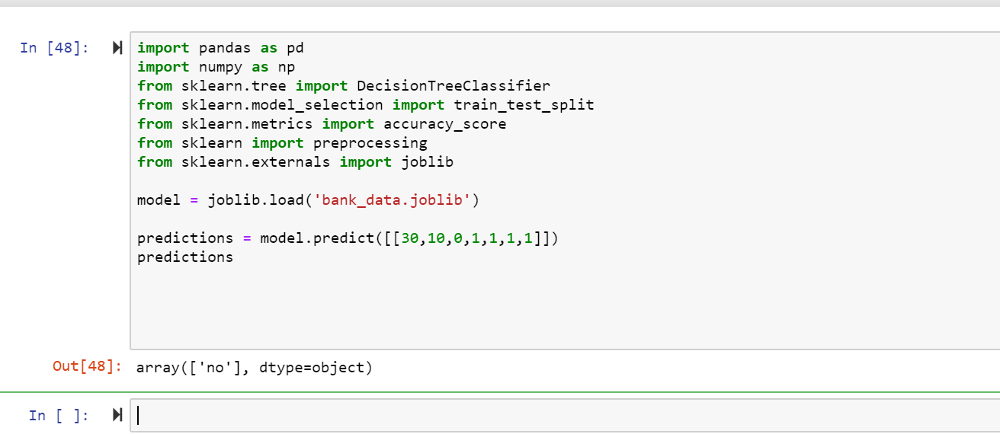 In [48]:
import pandas as pd
import numpy as np
from sklearn.tree import DecisionTreeClassifier
from sklearn.model_selection import train_test_split
from sklearn.metrics import accuracy_score
from sklearn import preprocessing
from sklearn.externals import joblib
model = joblib.load('bank_data.joblib')
predictions = model.predict([[30,10,0,1,1,1,1]])
predictions
Out[48]: array(['no'], dtype=object)
In [ ]: